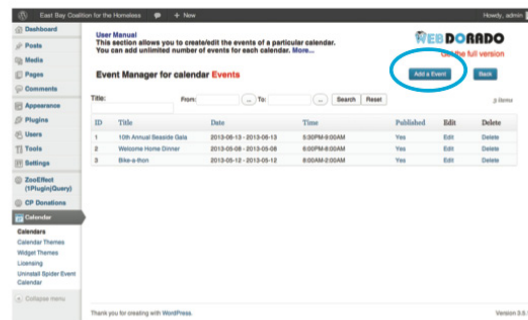 East Bay Coalition for the Homeless + New Howdy, admin
Dashboard
Posts
Media
Pages
Comments
Appearance
Plugins
Users
Tools
Settings
ZooEffect
(1Plugin|jQuery)
CP Donations
Calendar
Calendars
Calendar Themes
Widget Themes
Licensing
Uninstall Spider Event
Calendar
Collapse menu
User Manual
This section allows you to create/edit the events of a particular calendar.
You can add unlimited number of events for each calendar. More...
WEB DORADO
Get the full version
Event Manager for calendar Events
Add a Event Back
Title: From: ... To: ... Search Reset
3 items
ID Title Date Time Published Edit Delete
1 10th Annual Seaside Gala 2013-06-13 - 2013-06-13 5:30PM-8:00AM Yes Edit Delete
2 Welcome Home Dinner 2013-05-08 - 2013-05-08 6:00PM-8:00AM Yes Edit Delete
3 Bike-a-thon 2013-05-12 - 2013-05-12 8:00AM-2:00AM Yes Edit Delete
Thank you for creating with WordPress.